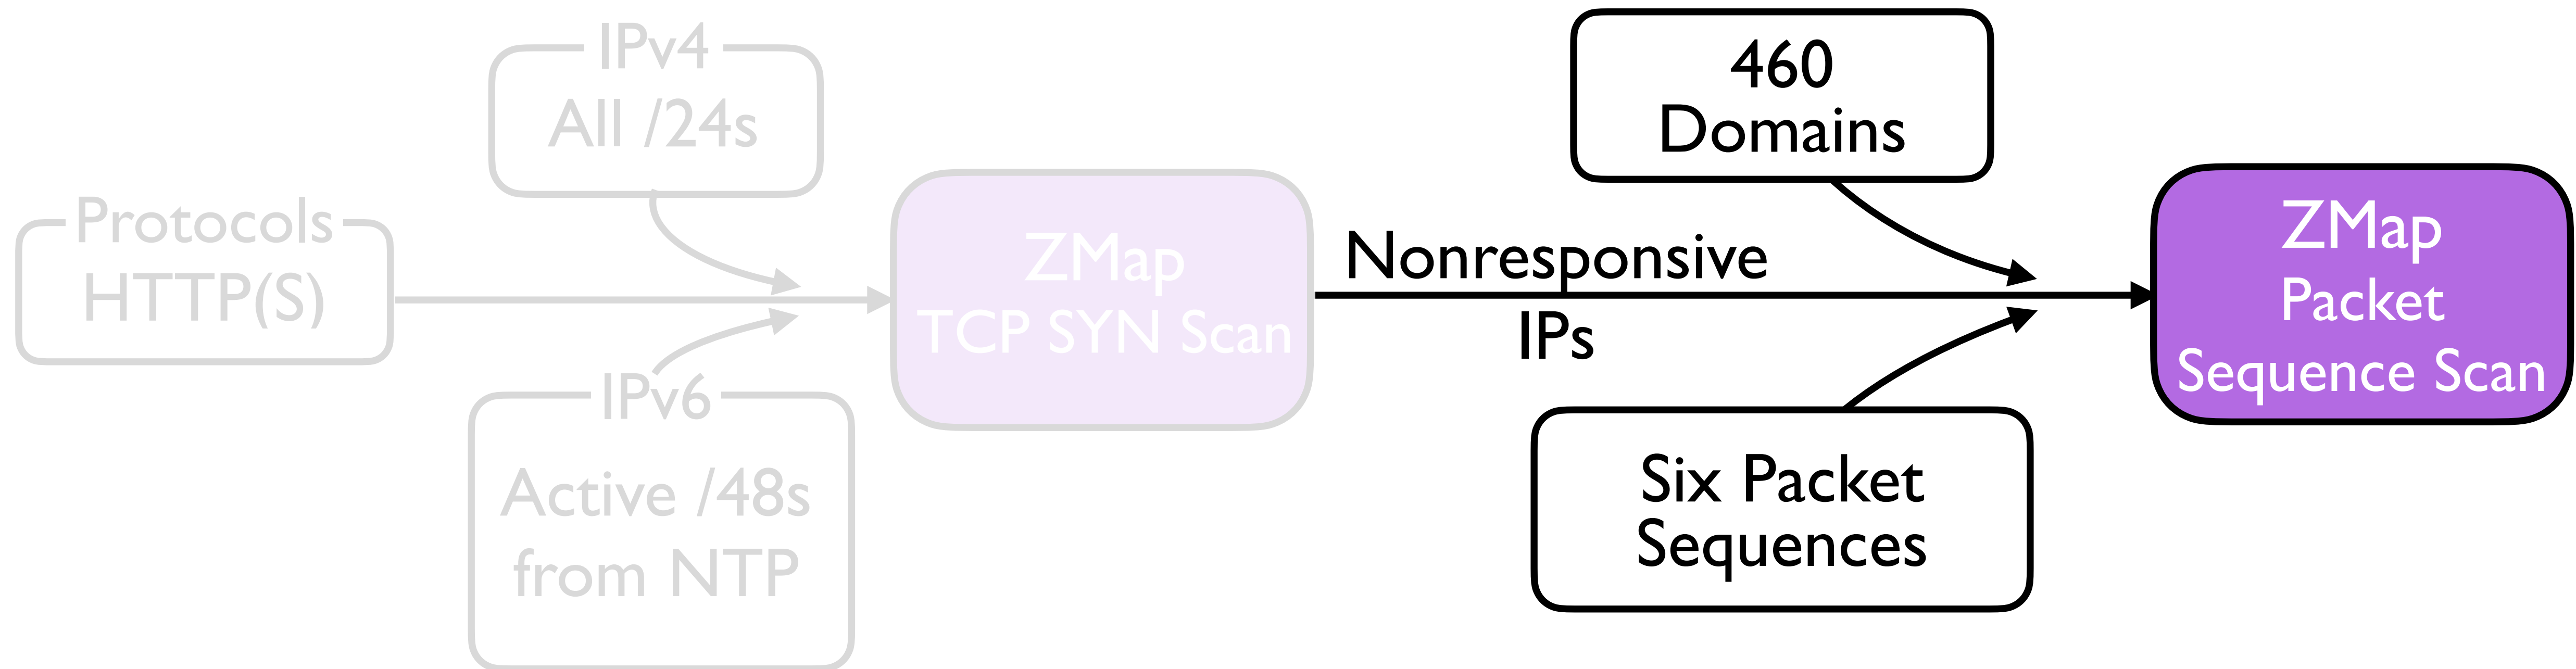 Protocols
HTTP(S)
IPv4
All /24s
IPv6
Active /48s
from NTP
ZMap
TCP SYN Scan
Nonresponsive
IPs
460
Domains
Six Packet
Sequences
ZMap
Packet
Sequence Scan